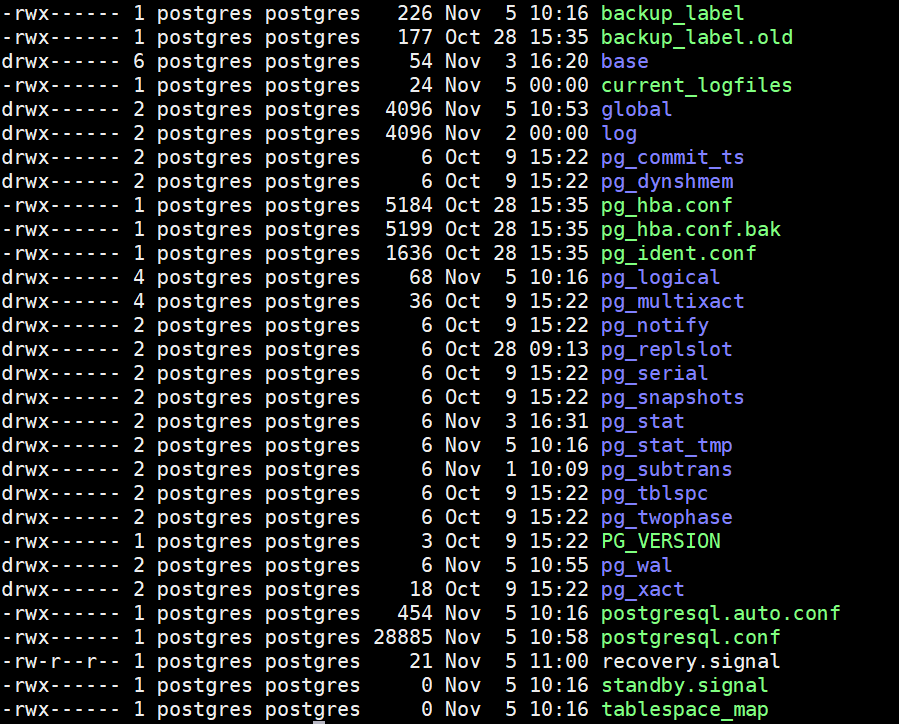 -rwx------ 1 postgres postgres   226 Nov  5 10:16 backup_label
-rwx------ 1 postgres postgres   177 Oct 28 15:35 backup_label.old
drwx------ 6 postgres postgres    54 Nov  3 16:20 base
-rwx------ 1 postgres postgres    24 Nov  5 00:00 current_logfiles
drwx------ 2 postgres postgres  4096 Nov  5 10:53 global
drwx------ 2 postgres postgres  4096 Nov  2 00:00 log
drwx------ 2 postgres postgres     6 Oct  9 15:22 pg_commit_ts
drwx------ 2 postgres postgres     6 Oct  9 15:22 pg_dynshmem
-rwx------ 1 postgres postgres  5184 Oct 28 15:35 pg_hba.conf
-rwx------ 1 postgres postgres  5199 Oct 28 15:35 pg_hba.conf.bak
-rwx------ 1 postgres postgres  1636 Oct 28 15:35 pg_ident.conf
drwx------ 4 postgres postgres    68 Nov  5 10:16 pg_logical
drwx------ 4 postgres postgres    36 Oct  9 15:22 pg_multixact
drwx------ 2 postgres postgres     6 Oct  9 15:22 pg_notify
drwx------ 2 postgres postgres     6 Oct 28 09:13 pg_replslot
drwx------ 2 postgres postgres     6 Oct  9 15:22 pg_serial
drwx------ 2 postgres postgres     6 Oct  9 15:22 pg_snapshots
drwx------ 2 postgres postgres     6 Nov  3 16:31 pg_stat
drwx------ 2 postgres postgres     6 Nov  5 10:16 pg_stat_tmp
drwx------ 2 postgres postgres     6 Nov  1 10:09 pg_subtrans
drwx------ 2 postgres postgres     6 Oct  9 15:22 pg_tblspc
drwx------ 2 postgres postgres     6 Oct  9 15:22 pg_twophase
-rwx------ 1 postgres postgres     3 Oct  9 15:22 PG_VERSION
drwx------ 2 postgres postgres     6 Nov  5 10:55 pg_wal
drwx------ 2 postgres postgres    18 Oct  9 15:22 pg_xact
-rwx------ 1 postgres postgres   454 Nov  5 10:16 postgresql.auto.conf
-rwx------ 1 postgres postgres 28885 Nov  5 10:58 postgresql.conf
-rw-r--r-- 1 postgres postgres    21 Nov  5 11:00 recovery.signal
-rwx------ 1 postgres postgres     0 Nov  5 10:16 standby.signal
-rwx------ 1 postgres postgres     0 Nov  5 10:16 tablespace_map